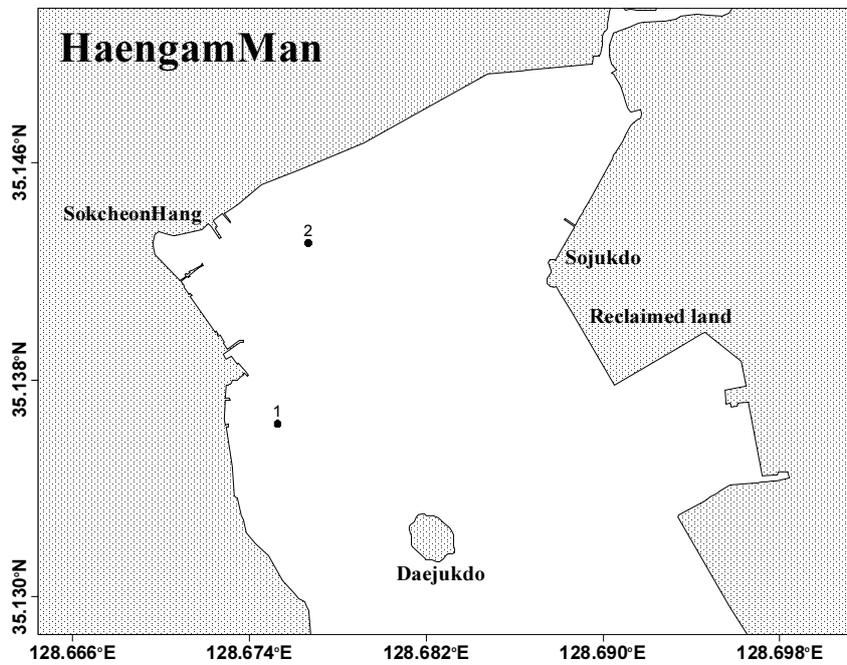 HaengamMan
35.146°N
SokcheonHang
2
Sojukdo
Reclaimed land
35.138°N
1
Daejukdo
35.130°N
128.666°E 128.674°E 128.682°E 128.690°E 128.698°E